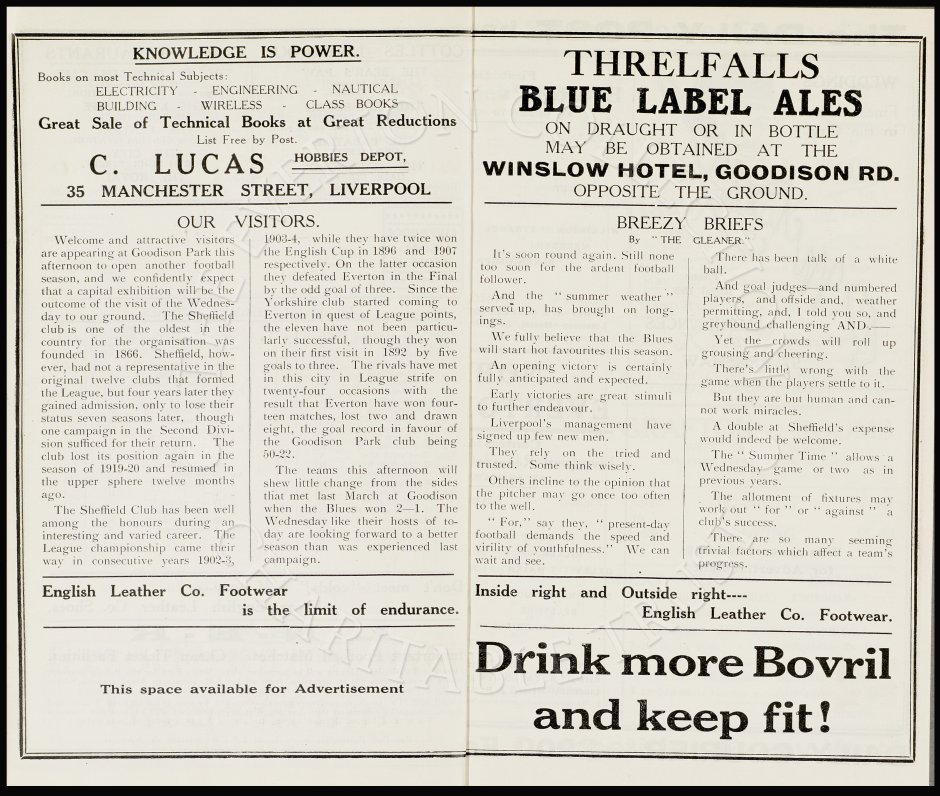 KNOWLEDGE IS POWER.
Books on most Technical Subjects:
ELECTRICITY - ENGINEERING - NAUTICAL
BUILDING - WIRELESS - CLASS BOOKS
Great Sale of Technical Books at Great Reductions
List Free by Post.
C. LUCAS HOBBIES DEPOT,
35 MANCHESTER STREET, LIVERPOOL
OUR VISITORS.
Welcome and attractive visitors
are appearing at Goodison Park this
afternoon to open another football
season, and we confidently expect
that a capital exhibition will be the
outcome of the visit of the Wednes-
day to our ground. The Sheffield
club is one of the oldest in the
country for the organisation was
founded in 1866. Sheffield, how-
ever, had not a representative in the
original twelve clubs that formed
the League, but four years later they
gained admission, only to lose their
status seven seasons later, though
one campaign in the Second Divi-
sion sufficed for their return. The
club lost its position again in the
season of 1919-20 and resumed in
the upper sphere twelve months
ago.
The Sheffield Club has been well
among the honours during an
interesting and varied career. The
League championship came their
way in consecutive years 1902-3,
1903-4, while they have twice won
the English Cup in 1896 and 1907
respectively. On the latter occasion
they defeated Everton in the Final
by the odd goal of three. Since the
Yorkshire club started coming to
Everton in quest of League points,
the eleven have not been particu-
larly successful, though they won
on their first visit in 1892 by five
goals to three. The rivals have met
in this city in League strife on
twenty-four occasions with the
result that Everton have won four-
teen matches, lost two and drawn
eight, the goal record in favour of
the Goodison Park club being
50-22.
The teams this afternoon will
shew little change from the sides
that met last March at Goodison
when the Blues won 2—1. The
Wednesday like their hosts of to-
day are looking forward to a better
season than was experienced last
campaign.
English Leather Co. Footwear
is the limit of endurance.
This space available for Advertisement
THRELFALLS
BLUE LABEL ALES
ON DRAUGHT OR IN BOTTLE
MAY BE OBTAINED AT THE
WINSLOW HOTEL, GOODISON RD.
OPPOSITE THE GROUND.
BREEZY BRIEFS
By "THE GLEANER."
It's soon round again. Still none
too soon for the ardent football
follower.
And the "summer weather"
served up, has brought on long-
ings.
We fully believe that the Blues
will start hot favourites this season.
An opening victory is certainly
fully anticipated and expected.
Early victories are great stimuli
to further endeavour.
Liverpool's management have
signed up few new men.
They rely on the tried and
trusted. Some think wisely.
Others incline to the opinion that
the pitcher may go once too often
to the well.
"For," say they, "present-day
football demands the speed and
virility of youthfulness." We can
wait and see.
There has been talk of a white
ball.
And goal judges—and numbered
players, and offside and, weather
permitting, and, I told you so, and
greyhound challenging AND.—
Yet the crowds will roll up
grousing and cheering.
There's little wrong with the
game when the players settle to it.
But they are but human and can-
not work miracles.
A double at Sheffield's expense
would indeed be welcome.
The "Summer Time" allows a
Wednesday game or two as in
previous years.
The allotment of fixtures may
work out "for" or "against" a
club's success.
There are so many seeming
trivial factors which affect a team's
progress.
Inside right and Outside right----
English Leather Co. Footwear.
Drink more Bovril
and keep fit!